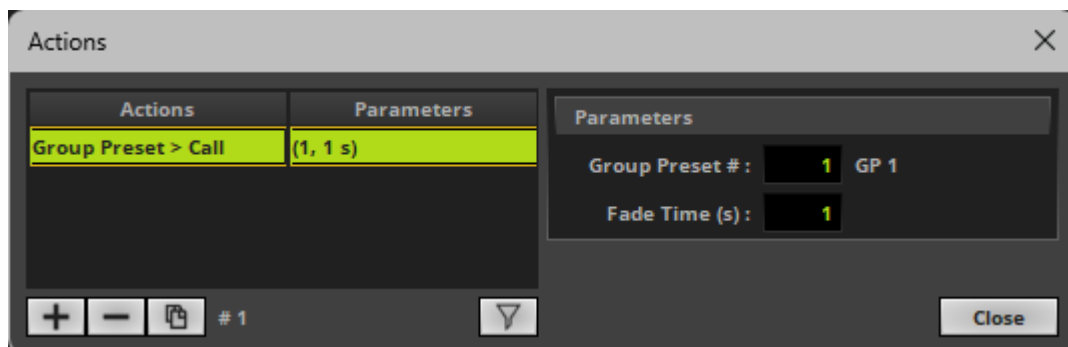 Actions
Actions Parameters
Group Preset > Call (1, 1 s)
Parameters
Group Preset # : 1 GP 1
Fade Time (s) : 1
# 1
Close